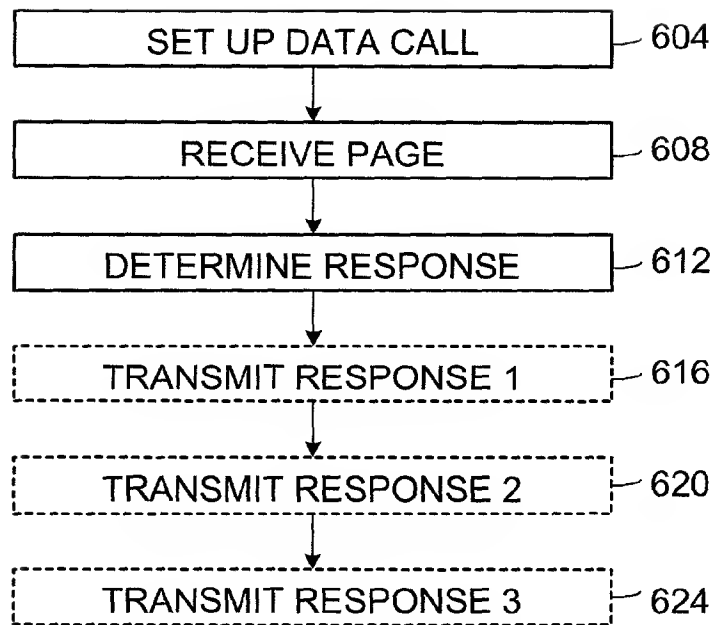 SET UP DATA CALL 604
RECEIVE PAGE 608
DETERMINE RESPONSE 612
TRANSMIT RESPONSE 1 616
TRANSMIT RESPONSE 2 620
TRANSMIT RESPONSE 3 624